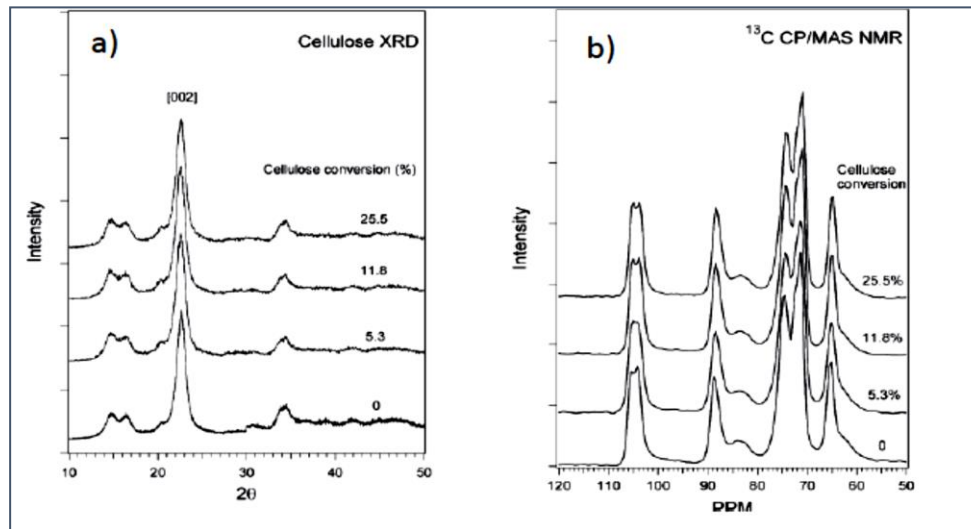 a)
Cellulose XRD
[002]
Cellulose conversion (%)
25.5
11.8
5.3
0
Intensity
10 20 30 40 50
2θ
b)
¹³C CP/MAS NMR
Cellulose
conversion
25.5%
11.8%
5.3%
0
Intensity
120 110 100 90 80 70 60 50
PPM